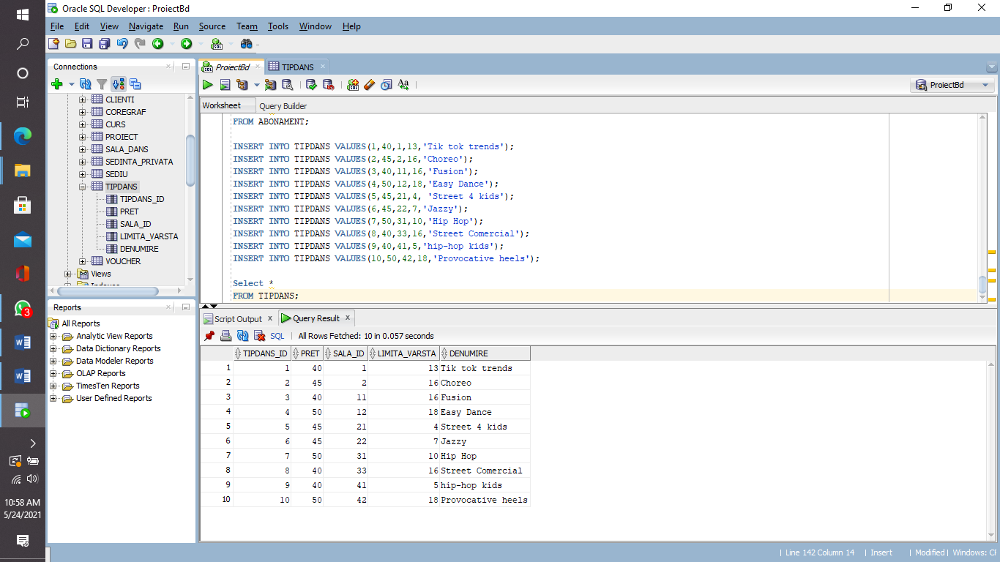 Oracle SQL Developer : ProiectBd
File Edit View Navigate Run Source Team Tools Window Help
Connections
CLIENTI
COREGRAF
CURS
PROIECT
SALA_DANS
SEDINTA_PRIVATA
SEDIU
TIPDANS
TIPDANS_ID
PRET
SALA_ID
LIMITA_VARSTA
DENUMIRE
VOUCHER
Views
Reports
All Reports
Analytic View Reports
Data Dictionary Reports
Data Modeler Reports
OLAP Reports
TimesTen Reports
User Defined Reports
ProiectBd TIPDANS
ProiectBd
Worksheet Query Builder
FROM ABONAMENT;
INSERT INTO TIPDANS VALUES(1,40,1,13,'Tik tok trends');
INSERT INTO TIPDANS VALUES(2,45,2,16,'Choreo');
INSERT INTO TIPDANS VALUES(3,40,11,16,'Fusion');
INSERT INTO TIPDANS VALUES(4,50,12,18,'Easy Dance');
INSERT INTO TIPDANS VALUES(5,45,21,4, 'Street 4 kids');
INSERT INTO TIPDANS VALUES(6,45,22,7,'Jazzy');
INSERT INTO TIPDANS VALUES(7,50,31,10,'Hip Hop');
INSERT INTO TIPDANS VALUES(8,40,33,16,'Street Comercial');
INSERT INTO TIPDANS VALUES(9,40,41,5,'hip-hop kids');
INSERT INTO TIPDANS VALUES(10,50,42,18,'Provocative heels');
Select *
FROM TIPDANS;
Script Output x Query Result x
SQL | All Rows Fetched: 10 in 0.057 seconds
TIPDANS_ID PRET SALA_ID LIMITA_VARSTA DENUMIRE
1 1 40 1 13 Tik tok trends
2 2 45 2 16 Choreo
3 3 40 11 16 Fusion
4 4 50 12 18 Easy Dance
5 5 45 21 4 Street 4 kids
6 6 45 22 7 Jazzy
7 7 50 31 10 Hip Hop
8 8 40 33 16 Street Comercial
9 9 40 41 5 hip-hop kids
10 10 50 42 18 Provocative heels
3
10:58 AM
5/24/2021
| Line 142 Column 14 | Insert | Modified | Windows: